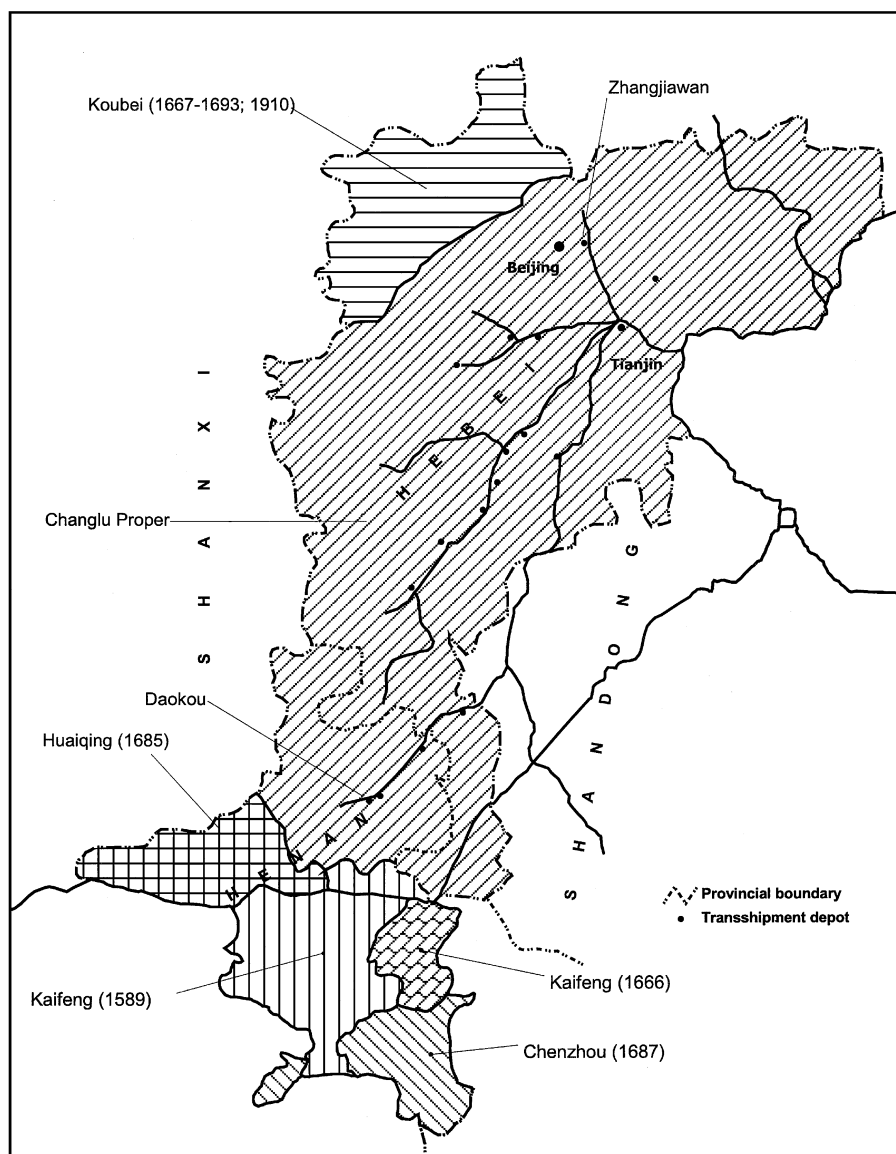 Koubei (1667-1693; 1910)
Zhangjiawan
Beijing
Tianjin
HEBEI
SHANXI
Changlu Proper
SHANDONG
Daokou
Huaiqing (1685)
HENAN
Provincial boundary
Transshipment depot
Kaifeng (1589)
Kaifeng (1666)
Chenzhou (1687)